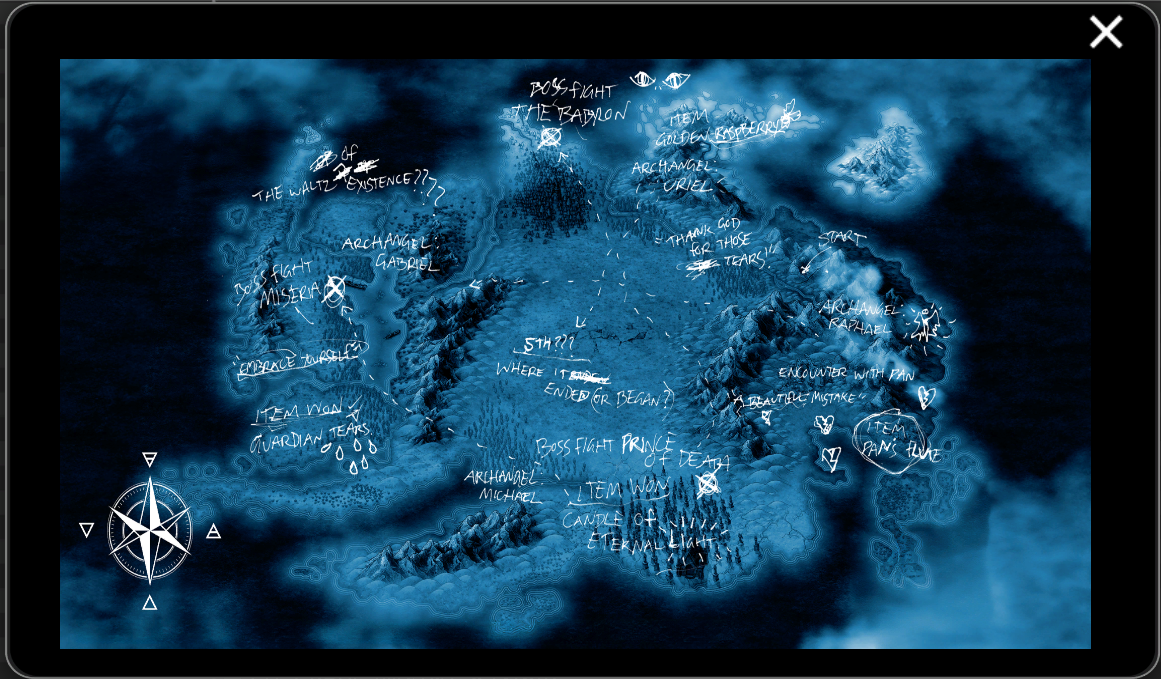 BOSS FIGHT
THE BABYRON
ITEM
GOLDEN RASPBERRY
ARCHANGEL:
URIEL
OF
THE WALTZ EXISTENCE???
ARCHANGEL:
GABRIEL
BOSS FIGHT
MISERIA
"THANK GOD
FOR THOSE
TEARS!"
START
ARCHANGEL:
RAPHAEL
5TH???
WHERE IT
ENDED (OR BEGAN?)
"EMBRACE YOURSELF"
ENCOUNTER WITH PAN
"A BEAUTIFUL MISTAKE"
ITEM
PAN'S FLUTE
ITEM WON
GUARDIAN TEARS
BOSS FIGHT PRINCE
OF DEATH
ARCHANGEL:
MICHAEL
ITEM WON
CANDLE OF
ETERNAL LIGHT